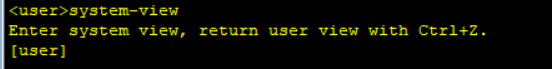 <user>system-view
Enter system view, return user view with Ctrl+Z.
[user]